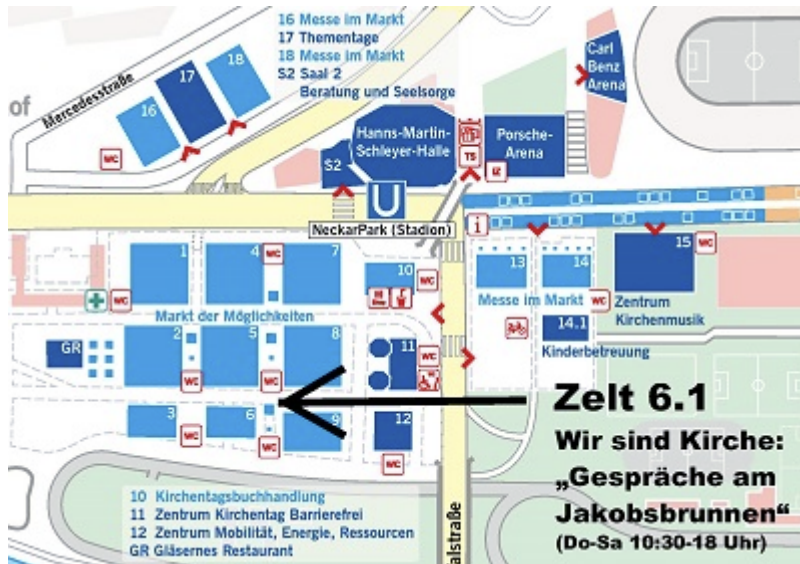 16 Messe im Markt
17 Thementage
18 Messe im Markt
S2 Saal 2
Beratung und Seelsorge
Mercedesstraße
of
16
17
18
WC
Carl
Benz
Arena
Hanns-Martin-
Schleyer-Halle
S2
TS
Porsche-
Arena
U
NeckarPark (Stadion)
i
1
4
7
WC
WC
10
WC
13
14
15
WC
Messe im Markt
WC
Zentrum
Kirchenmusik
Markt der Möglichkeiten
14.1
Kinderbetreuung
GR
2
5
8
11
WC
WC
WC
3
6
9
12
WC
WC
WC
Zelt 6.1
Wir sind Kirche:
„Gespräche am
Jakobsbrunnen“
(Do-Sa 10:30-18 Uhr)
10 Kirchentagsbuchhandlung
11 Zentrum Kirchentag Barrierefrei
12 Zentrum Mobilität, Energie, Ressourcen
GR Gläsernes Restaurant
alstraße